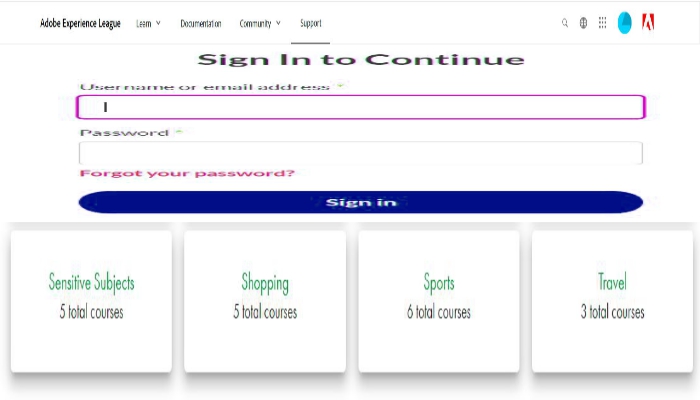 Adobe Experience League Learn Documentation Community Support
Sign In to Continue
Username or email address *
Password *
Forgot your password?
Sign in
Sensitive Subjects
5 total courses
Shopping
5 total courses
Sports
6 total courses
Travel
3 total courses